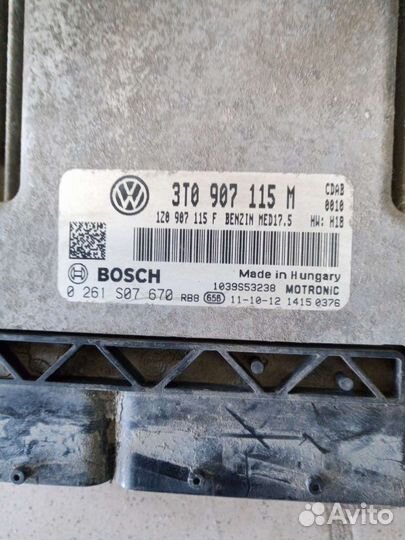 3T0 907 115 M CDAB
1Z0 907 115 F BENZIN MED17.5 0010
HW: H18
BOSCH Made in Hungary
1039S53238 MOTRONIC
0 261 S07 670 RB8 658 11-10-12 1415 0376
Avito